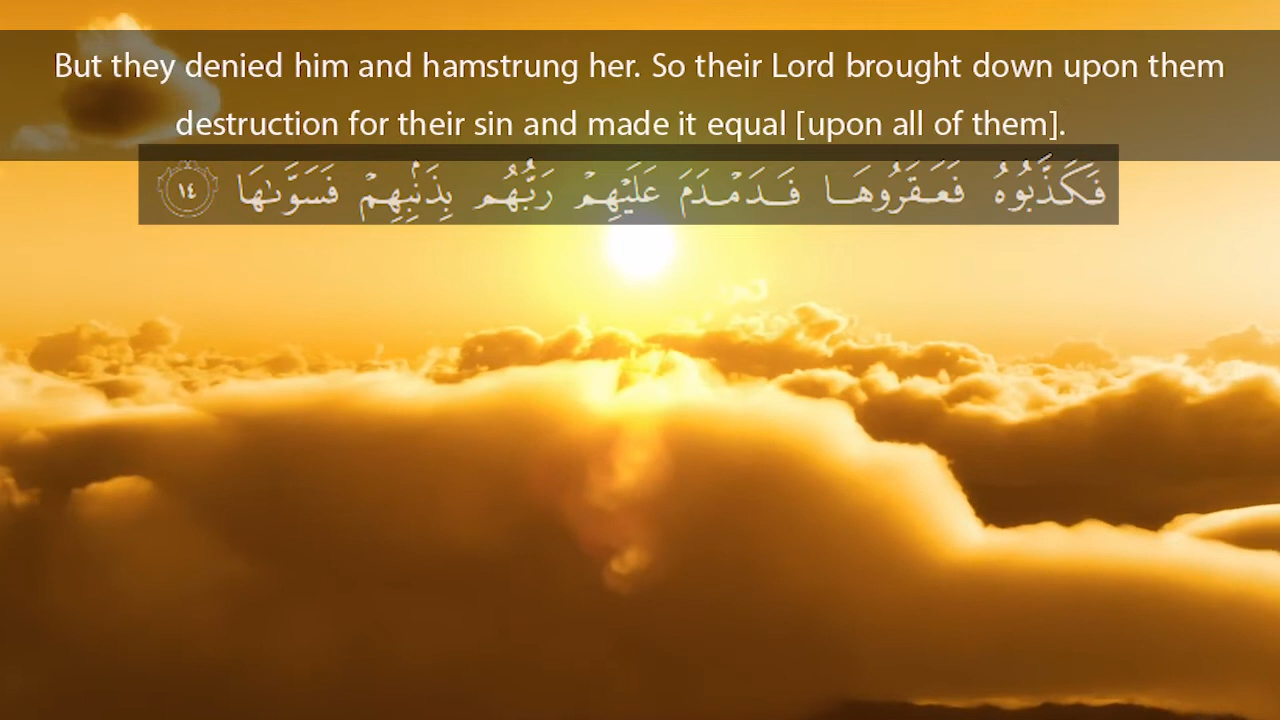 But they denied him and hamstrung her. So their Lord brought down upon them
destruction for their sin and made it equal [upon all of them].
فَكَذَّبُوهُ فَعَقَرُوهَا فَدَمْدَمَ عَلَيْهِمْ رَبُّهُم بِذَنۢبِهِمْ فَسَوَّىٰهَا ١٤